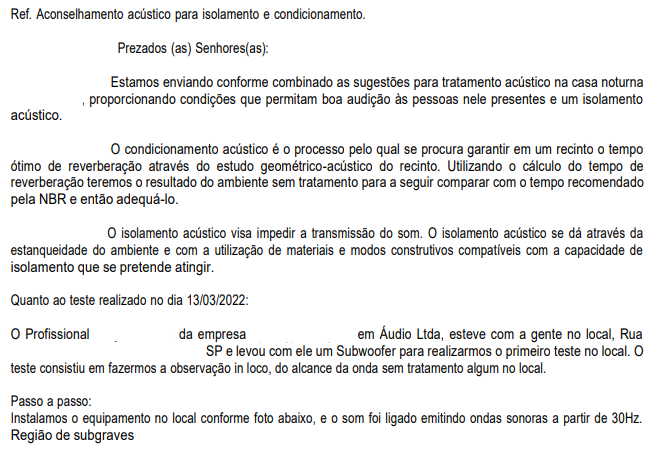 Ref. Aconselhamento acústico para isolamento e condicionamento.
Prezados (as) Senhores(as):
Estamos enviando conforme combinado as sugestões para tratamento acústico na casa noturna
, proporcionando condições que permitam boa audição às pessoas nele presentes e um isolamento
acústico.
O condicionamento acústico é o processo pelo qual se procura garantir em um recinto o tempo
ótimo de reverberação através do estudo geométrico-acústico do recinto. Utilizando o cálculo do tempo de
reverberação teremos o resultado do ambiente sem tratamento para a seguir comparar com o tempo recomendado
pela NBR e então adequá-lo.
O isolamento acústico visa impedir a transmissão do som. O isolamento acústico se dá através da
estanqueidade do ambiente e com a utilização de materiais e modos construtivos compatíveis com a capacidade de
isolamento que se pretende atingir.
Quanto ao teste realizado no dia 13/03/2022:
O Profissional da empresa em Áudio Ltda, esteve com a gente no local, Rua
SP e levou com ele um Subwoofer para realizarmos o primeiro teste no local. O
teste consistiu em fazermos a observação in loco, do alcance da onda sem tratamento algum no local.
Passo a passo:
Instalamos o equipamento no local conforme foto abaixo, e o som foi ligado emitindo ondas sonoras a partir de 30Hz.
Região de subgraves